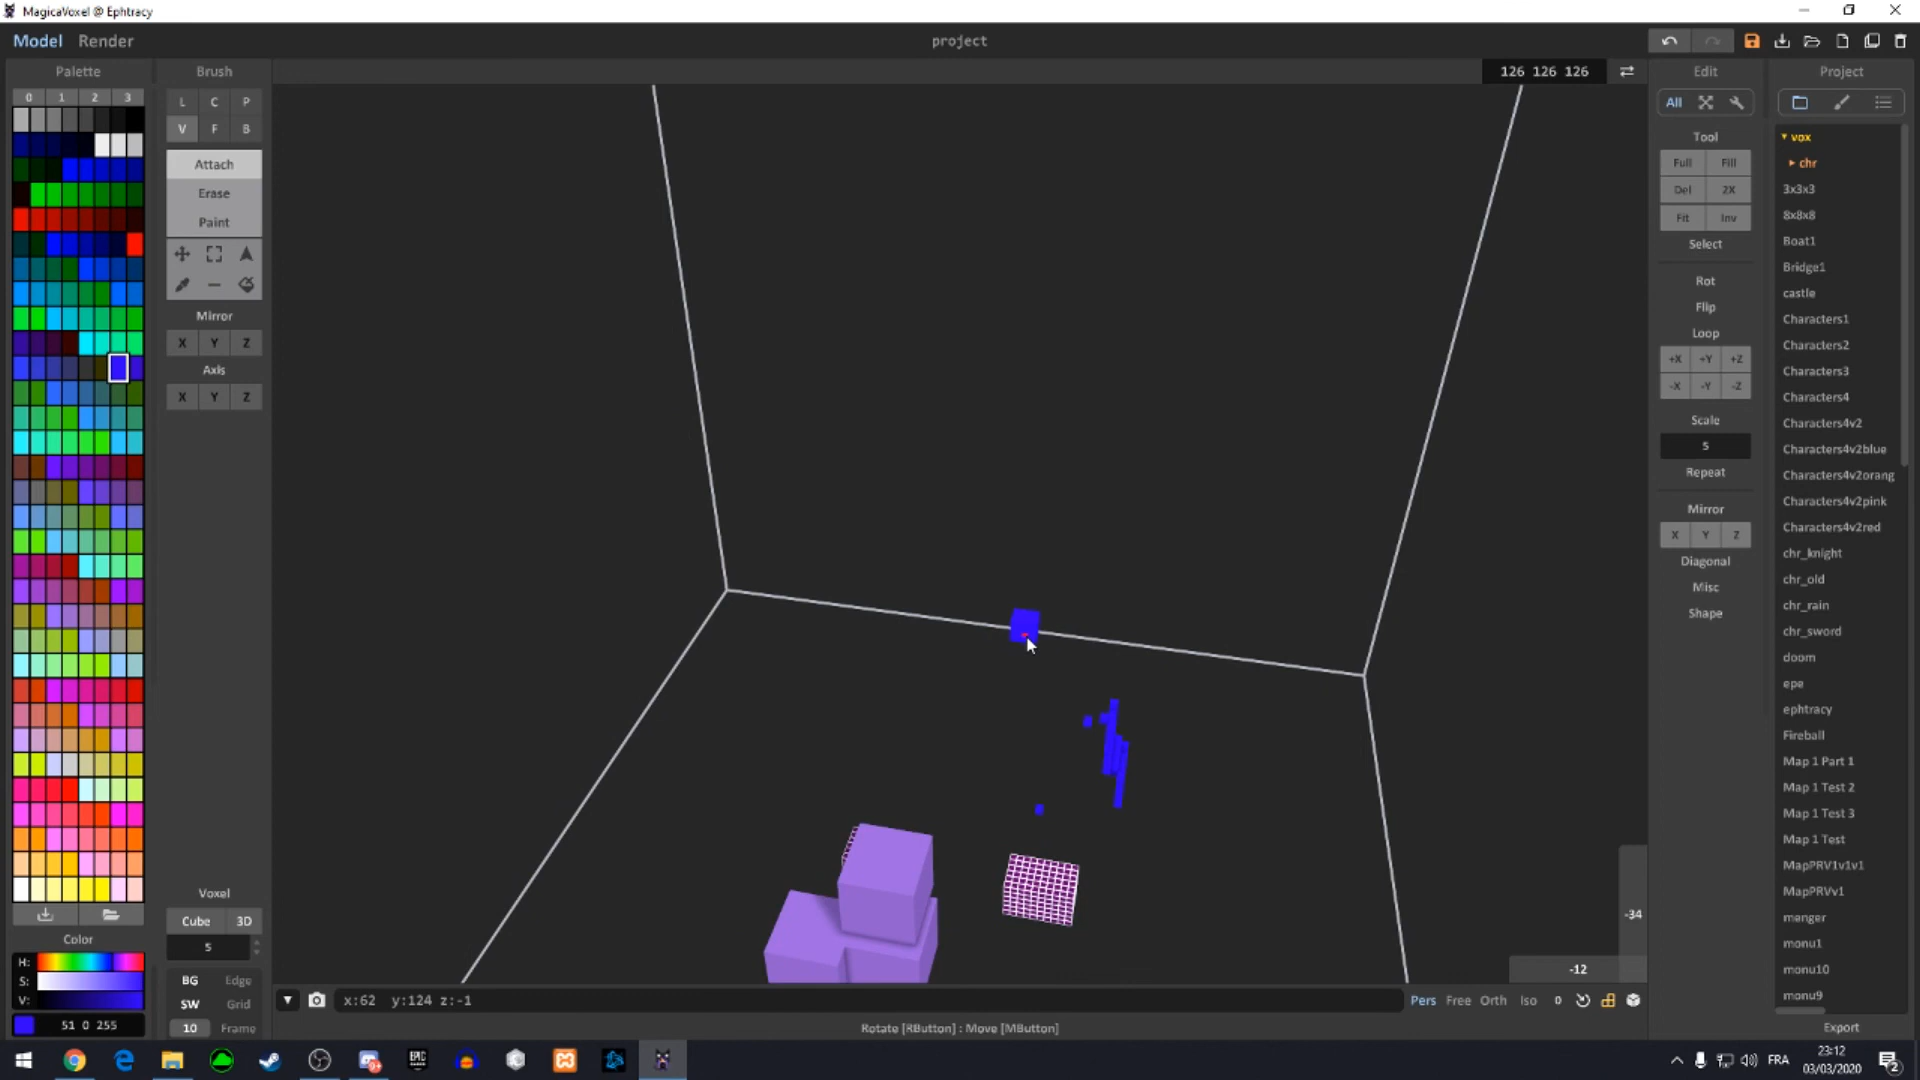 MagicaVoxel @ Ephtracy
Model Render
project
Palette
Brush
126 126 126
Edit
Project
0 1 2 3
L C P
V F B
All
Attach
Erase
Paint
Mirror
X Y Z
Axis
X Y Z
Voxel
Cube 3D
5
BG Edge
SW Grid
10 Frame
Color
H:
S:
V:
51 0 255
Tool
Full Fill
Del 2X
Fit Inv
Select
Rot
Flip
Loop
+X +Y +Z
-X -Y -Z
Scale
5
Repeat
Mirror
X Y Z
Diagonal
Misc
Shape
vox
chr
3x3x3
8x8x8
Boat1
Bridge1
castle
Characters1
Characters2
Characters3
Characters4
Characters4v2
Characters4v2blue
Characters4v2orang
Characters4v2pink
Characters4v2red
chr_knight
chr_old
chr_rain
chr_sword
doom
epe
ephtracy
Fireball
Map 1 Part 1
Map 1 Test 2
Map 1 Test 3
Map 1 Test
MapPRV1v1v1
MapPRVv1
menger
monu1
monu10
monu9
Export
-34
-12
x:62 y:124 z:-1
Pers Free Orth Iso 0
Rotate [RButton] : Move [MButton]
EPIC
FRA
23:12
03/03/2020
2